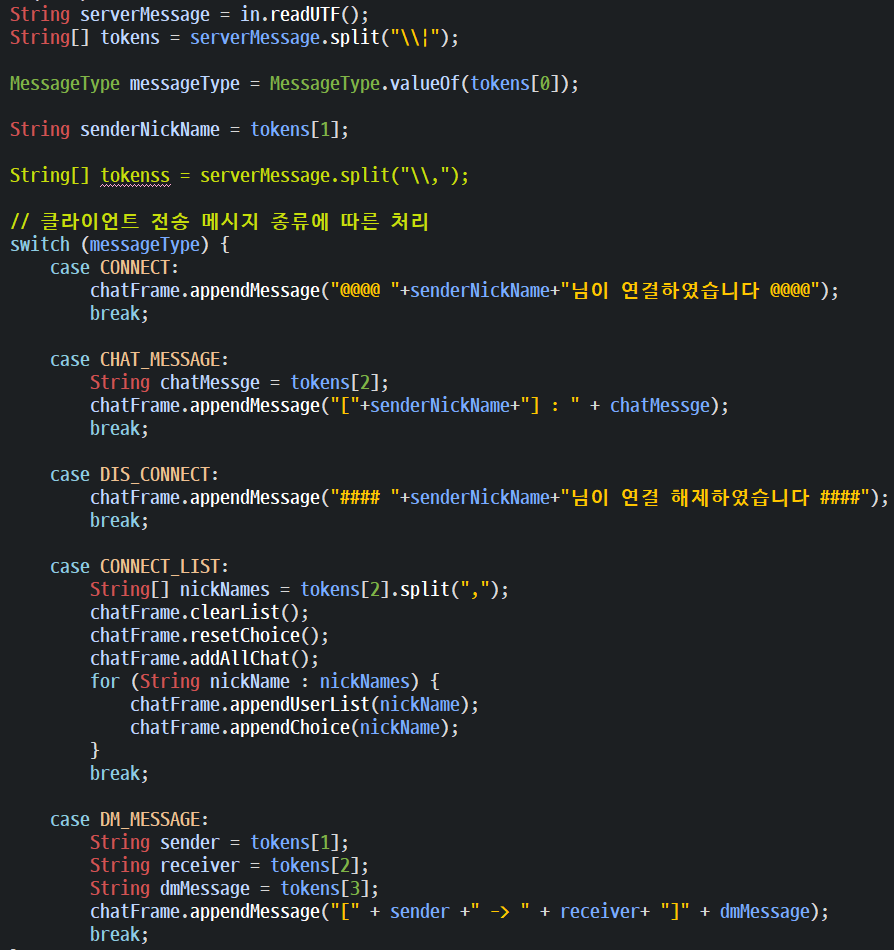 String serverMessage = in.readUTF();
String[] tokens = serverMessage.split("\\¦");
MessageType messageType = MessageType.valueOf(tokens[0]);
String senderNickName = tokens[1];
String[] tokenss = serverMessage.split("\\,");
// 클라이언트 전송 메시지 종류에 따른 처리
switch (messageType) {
case CONNECT:
chatFrame.appendMessage("@@@@ "+senderNickName+"님이 연결하였습니다 @@@@");
break;
case CHAT_MESSAGE:
String chatMessge = tokens[2];
chatFrame.appendMessage("["+senderNickName+"] : " + chatMessge);
break;
case DIS_CONNECT:
chatFrame.appendMessage("#### "+senderNickName+"님이 연결 해제하였습니다 ####");
break;
case CONNECT_LIST:
String[] nickNames = tokens[2].split(",");
chatFrame.clearList();
chatFrame.resetChoice();
chatFrame.addAllChat();
for (String nickName : nickNames) {
chatFrame.appendUserList(nickName);
chatFrame.appendChoice(nickName);
}
break;
case DM_MESSAGE:
String sender = tokens[1];
String receiver = tokens[2];
String dmMessage = tokens[3];
chatFrame.appendMessage("[" + sender +" -> " + receiver+ "]" + dmMessage);
break;